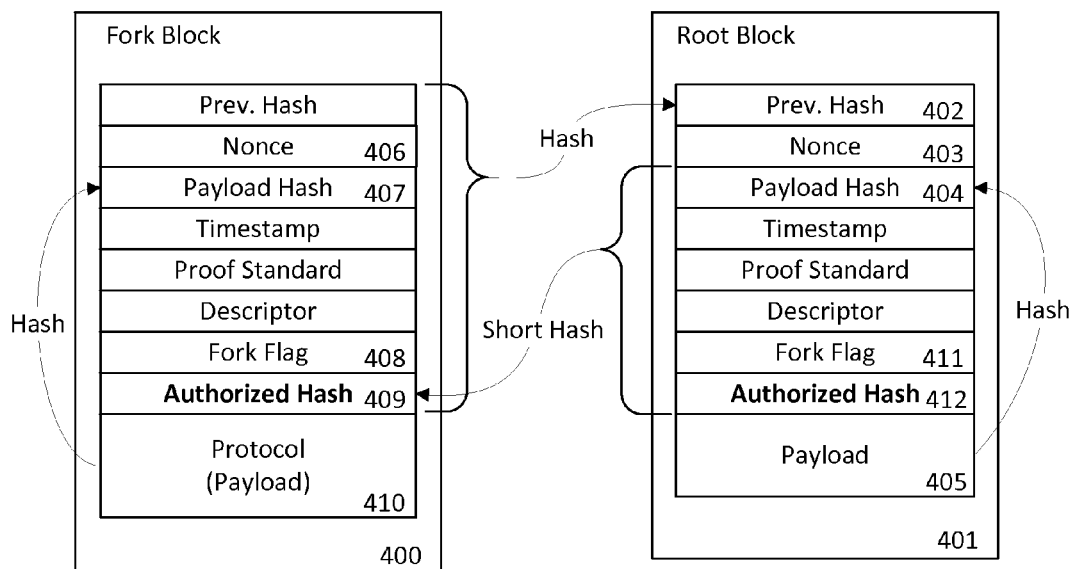 Fork Block
Prev. Hash
Nonce 406
Payload Hash 407
Timestamp
Proof Standard
Descriptor
Fork Flag 408
Authorized Hash 409
Protocol
(Payload)
410
400
Hash
Hash
Short Hash
Root Block
Prev. Hash 402
Nonce 403
Payload Hash 404
Timestamp
Proof Standard
Descriptor
Fork Flag 411
Authorized Hash 412
Payload
405
401
Hash